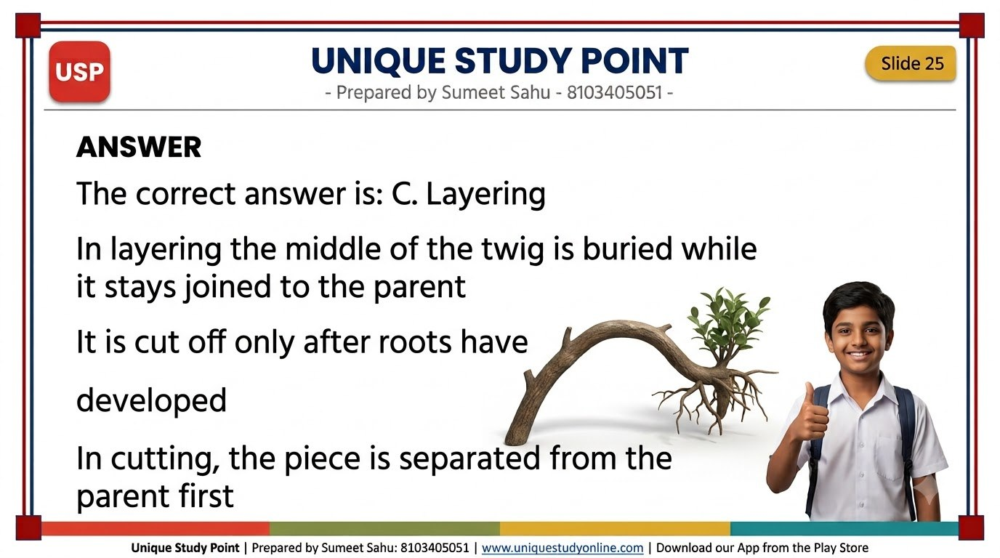 USP
UNIQUE STUDY POINT
- Prepared by Sumeet Sahu - 8103405051 -
Slide 25
ANSWER
The correct answer is: C. Layering
In layering the middle of the twig is buried while
it stays joined to the parent
It is cut off only after roots have
developed
In cutting, the piece is separated from the
parent first
Unique Study Point | Prepared by Sumeet Sahu: 8103405051 | www.uniquestudyonline.com | Download our App from the Play Store